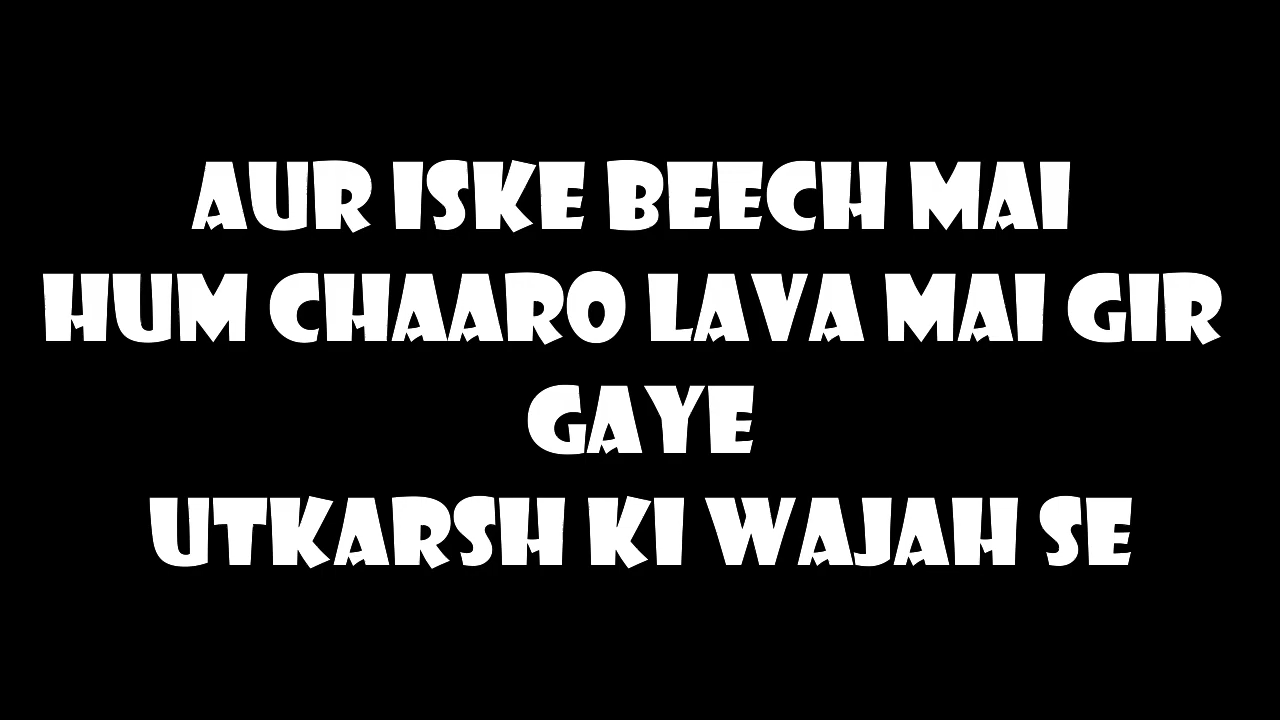 AUR ISKE BEECH MAI
HUM CHAARO LAVA MAI GIR
GAYE
UTKARSH KI WAJAH SE